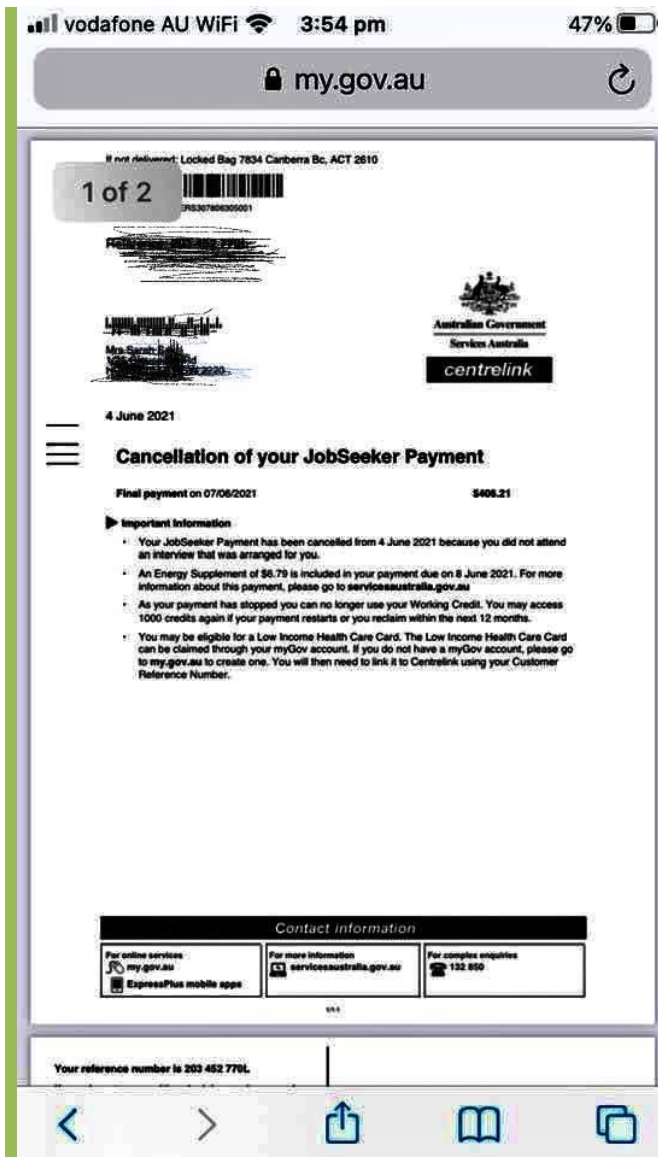 vodafone AU WiFi 3:54 pm 47%
my.gov.au
If not delivered: Locked Bag 7834 Canberra Bc, ACT 2610
1 of 2
Australian Government
Services Australia
centrelink
Mrs Sarah
4 June 2021
Cancellation of your JobSeeker Payment
Final payment on 07/06/2021 $406.21
Important Information
· Your JobSeeker Payment has been cancelled from 4 June 2021 because you did not attend
an interview that was arranged for you.
· An Energy Supplement of $6.79 is included in your payment due on 8 June 2021. For more
information about this payment, please go to servicesaustralia.gov.au
· As your payment has stopped you can no longer use your Working Credit. You may access
1000 credits again if your payment restarts or you reclaim within the next 12 months.
· You may be eligible for a Low Income Health Care Card. The Low Income Health Care Card
can be claimed through your myGov account. If you do not have a myGov account, please go
to my.gov.au to create one. You will then need to link it to Centrelink using your Customer
Reference Number.
Contact information
For online services
my.gov.au
ExpressPlus mobile apps
For more information
servicesaustralia.gov.au
For complex enquiries
132 850
Your reference number is 203 452 770L